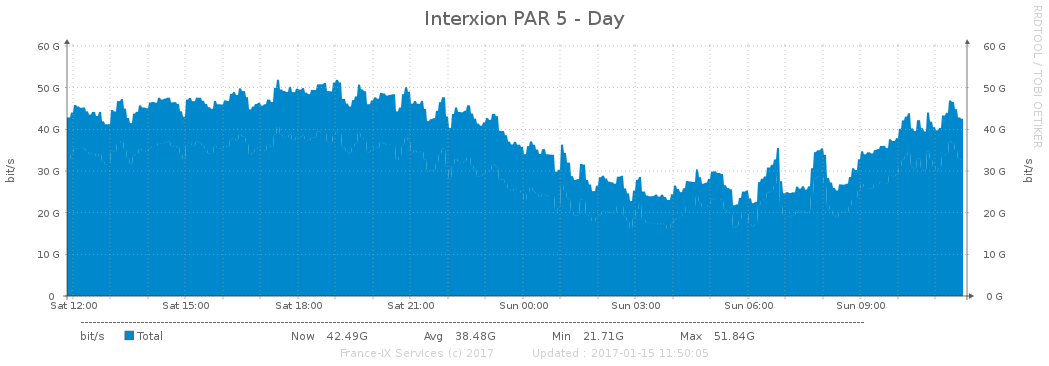 Interxion PAR 5 - Day
RRDTOOL / TOBI OETIKER
60 G 60 G
50 G 50 G
40 G 40 G
30 G 30 G
20 G 20 G
10 G 10 G
0 0 G
bit/s bit/s
Sat 12:00 Sat 15:00 Sat 18:00 Sat 21:00 Sun 00:00 Sun 03:00 Sun 06:00 Sun 09:00
bit/s Total Now 42.49G Avg 38.48G Min 21.71G Max 51.84G
France-IX Services (c) 2017 Updated : 2017-01-15 11:50:05